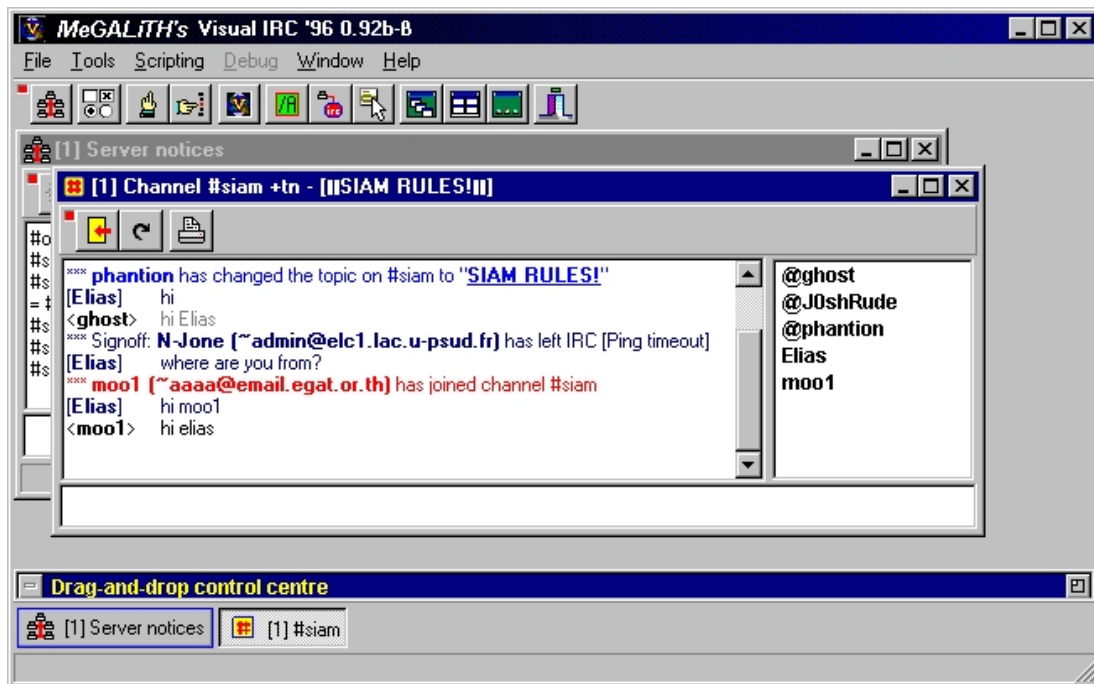 MeGALiTH's Visual IRC '96 0.92b-ß
File Tools Scripting Debug Window Help
[1] Server notices
[1] Channel #siam +tn - [||SIAM RULES!||]
#o
#s
#s
= #
#s
#s
#s
*** phantion has changed the topic on #siam to "SIAM RULES!"
[Elias] hi
<ghost> hi Elias
*** Signoff: N-Jone (~admin@elc1.lac.u-psud.fr) has left IRC [Ping timeout]
[Elias] where are you from?
*** moo1 (~aaaa@email.egat.or.th) has joined channel #siam
[Elias] hi moo1
<moo1> hi elias
@ghost
@J0shRude
@phantion
Elias
moo1
Drag-and-drop control centre
[1] Server notices
[1] #siam